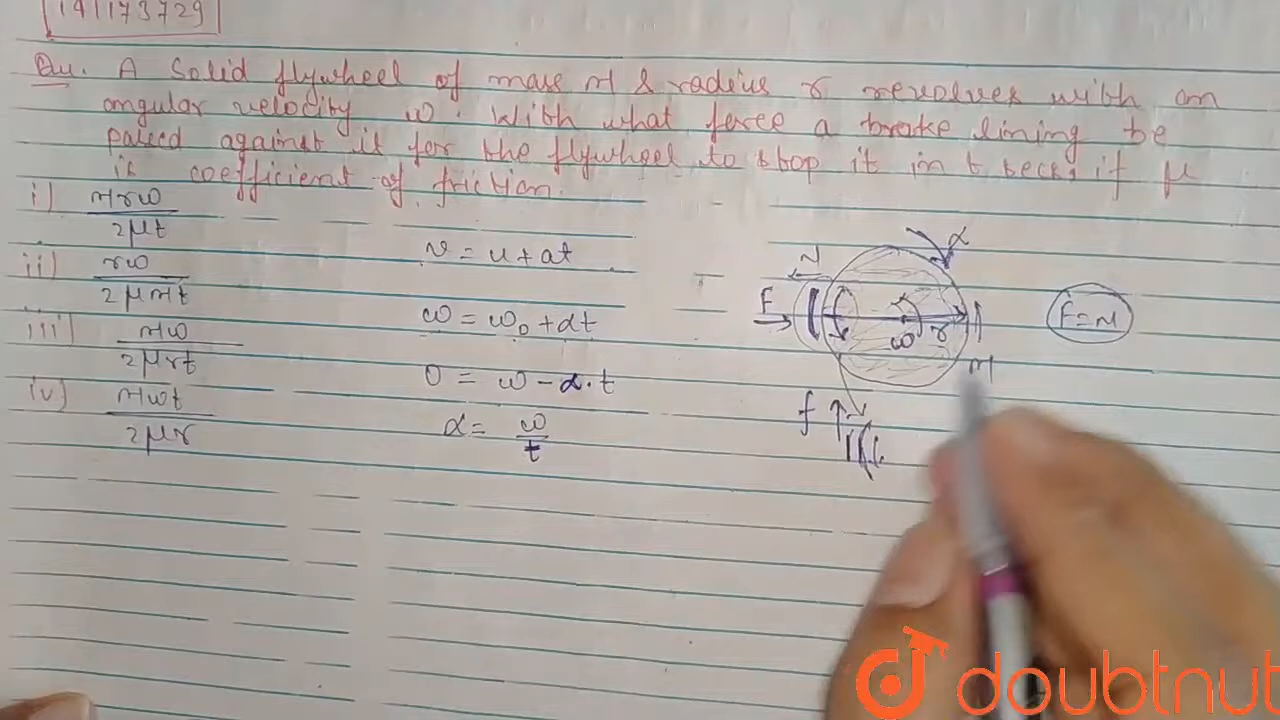 141173729
Qu. A Solid flywheel of mass M & radius r revolves with an
angular velocity ω. With what force a brake lining be
paled against it for the flywheel to stop it in t secs, if μ
is coefficient of friction.
i) Mrω/2μt
ii) rω/2μMt
iii) Mω/2μrt
iv) Mωt/2μr
v = u + at
ω = ω₀ + αt
0 = ω - α.t
α = ω/t
α
N
F
ω
r
M
f
F = N
doubtnut